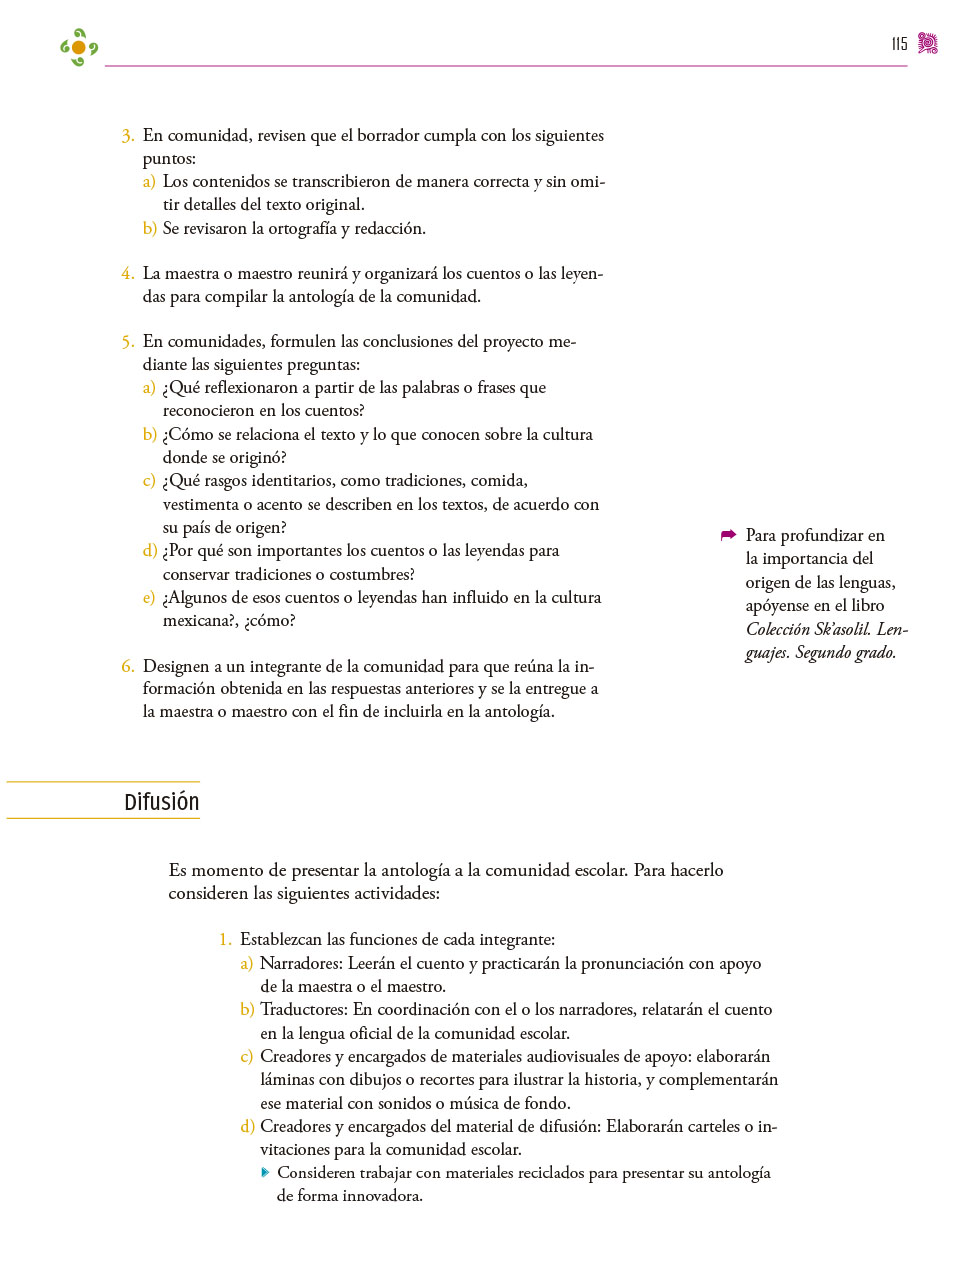 115
3. En comunidad, revisen que el borrador cumpla con los siguientes
puntos:
a) Los contenidos se transcribieron de manera correcta y sin omi-
tir detalles del texto original.
b) Se revisaron la ortografía y redacción.
4. La maestra o maestro reunirá y organizará los cuentos o las leyen-
das para compilar la antología de la comunidad.
5. En comunidades, formulen las conclusiones del proyecto me-
diante las siguientes preguntas:
a) ¿Qué reflexionaron a partir de las palabras o frases que
reconocieron en los cuentos?
b) ¿Cómo se relaciona el texto y lo que conocen sobre la cultura
donde se originó?
c) ¿Qué rasgos identitarios, como tradiciones, comida,
vestimenta o acento se describen en los textos, de acuerdo con
su país de origen?
d) ¿Por qué son importantes los cuentos o las leyendas para
conservar tradiciones o costumbres?
e) ¿Algunos de esos cuentos o leyendas han influido en la cultura
mexicana?, ¿cómo?
6. Designen a un integrante de la comunidad para que reúna la in-
formación obtenida en las respuestas anteriores y se la entregue a
la maestra o maestro con el fin de incluirla en la antología.
Para profundizar en
la importancia del
origen de las lenguas,
apóyense en el libro
Colección Sk'asolil. Len-
guajes. Segundo grado.
Difusión
Es momento de presentar la antología a la comunidad escolar. Para hacerlo
consideren las siguientes actividades:
1. Establezcan las funciones de cada integrante:
a) Narradores: Leerán el cuento y practicarán la pronunciación con apoyo
de la maestra o el maestro.
b) Traductores: En coordinación con el o los narradores, relatarán el cuento
en la lengua oficial de la comunidad escolar.
c) Creadores y encargados de materiales audiovisuales de apoyo: elaborarán
láminas con dibujos o recortes para ilustrar la historia, y complementarán
ese material con sonidos o música de fondo.
d) Creadores y encargados del material de difusión: Elaborarán carteles o in-
vitaciones para la comunidad escolar.
Consideren trabajar con materiales reciclados para presentar su antología
de forma innovadora.